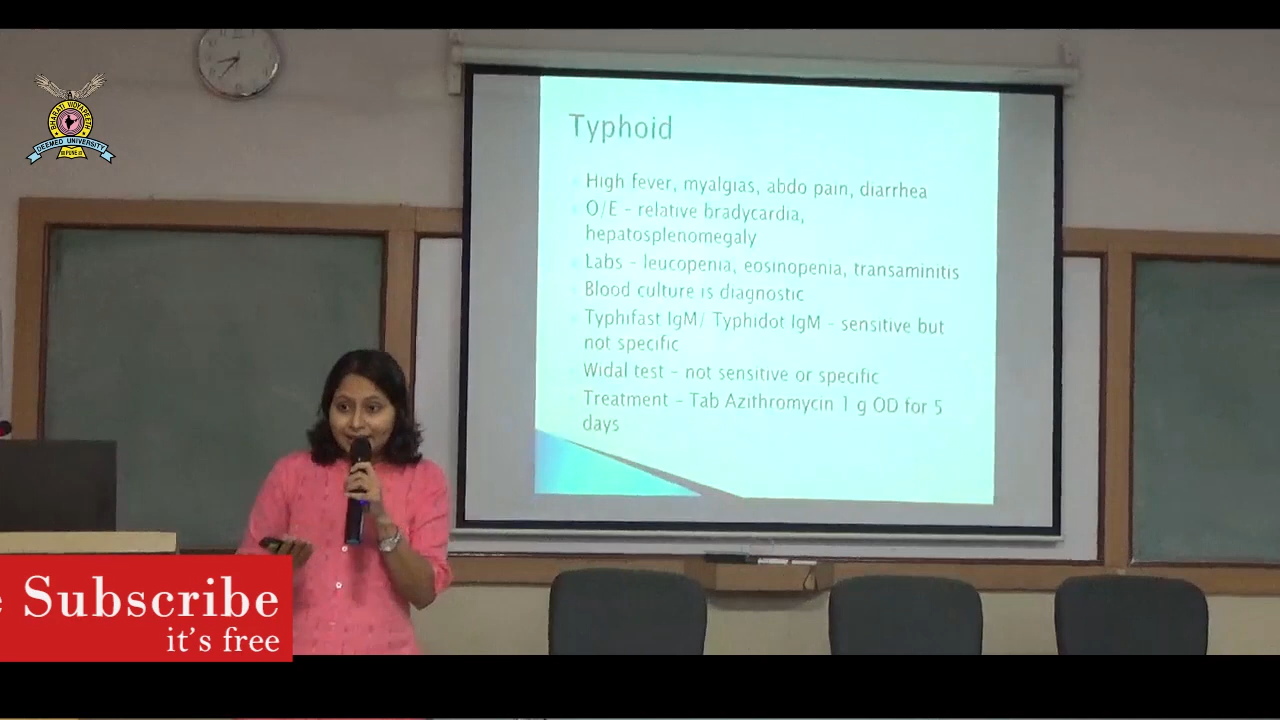 BHARATI VIDYAPEETH
DEEMED UNIVERSITY
Typhoid
High fever, myalgias, abdo pain, diarrhea
O/E - relative bradycardia,
hepatosplenomegaly
Labs - leucopenia, eosinopenia, transaminitis
Blood culture is diagnostic
Typhifast IgM/ Typhidot IgM - sensitive but
not specific
Widal test - not sensitive or specific
Treatment - Tab Azithromycin 1 g OD for 5
days
Subscribe
it's free